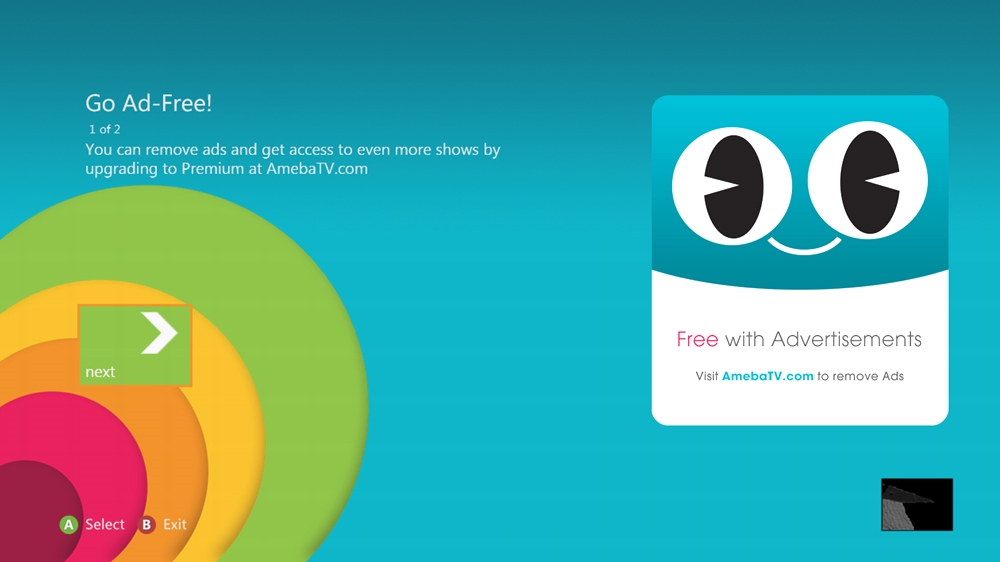 Go Ad-Free!
1 of 2
You can remove ads and get access to even more shows by
upgrading to Premium at AmebaTV.com
next
A Select B Exit
Free with Advertisements
Visit AmebaTV.com to remove Ads